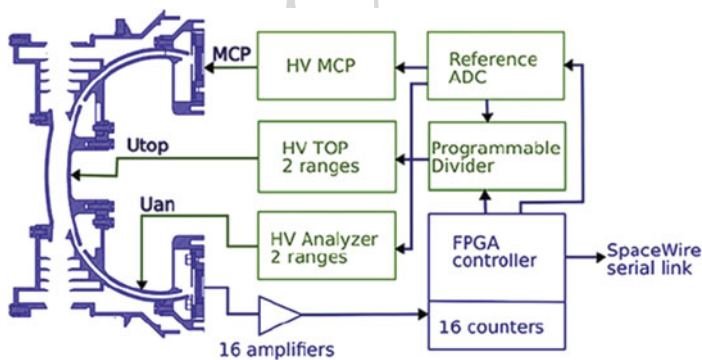 MCP
HV MCP
Reference
ADC
Utop
HV TOP
2 ranges
Programmable
Divider
Uan
HV Analyzer
2 ranges
FPGA
controller
SpaceWire
serial link
16 counters
16 amplifiers